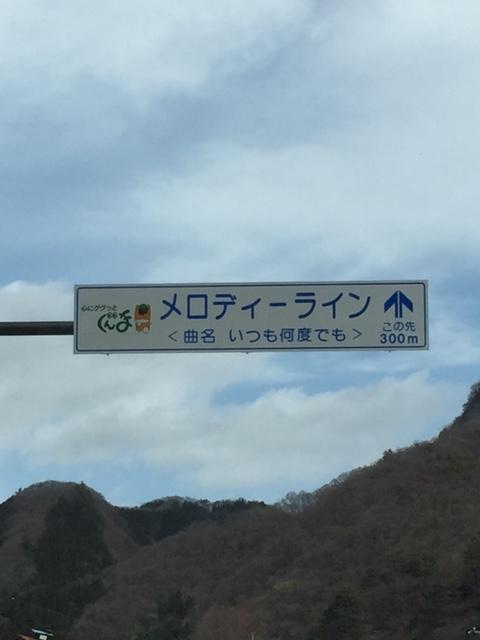 心にググっと
ぐんま
メロディーライン
<曲名 いつも何度でも>
この先
300m